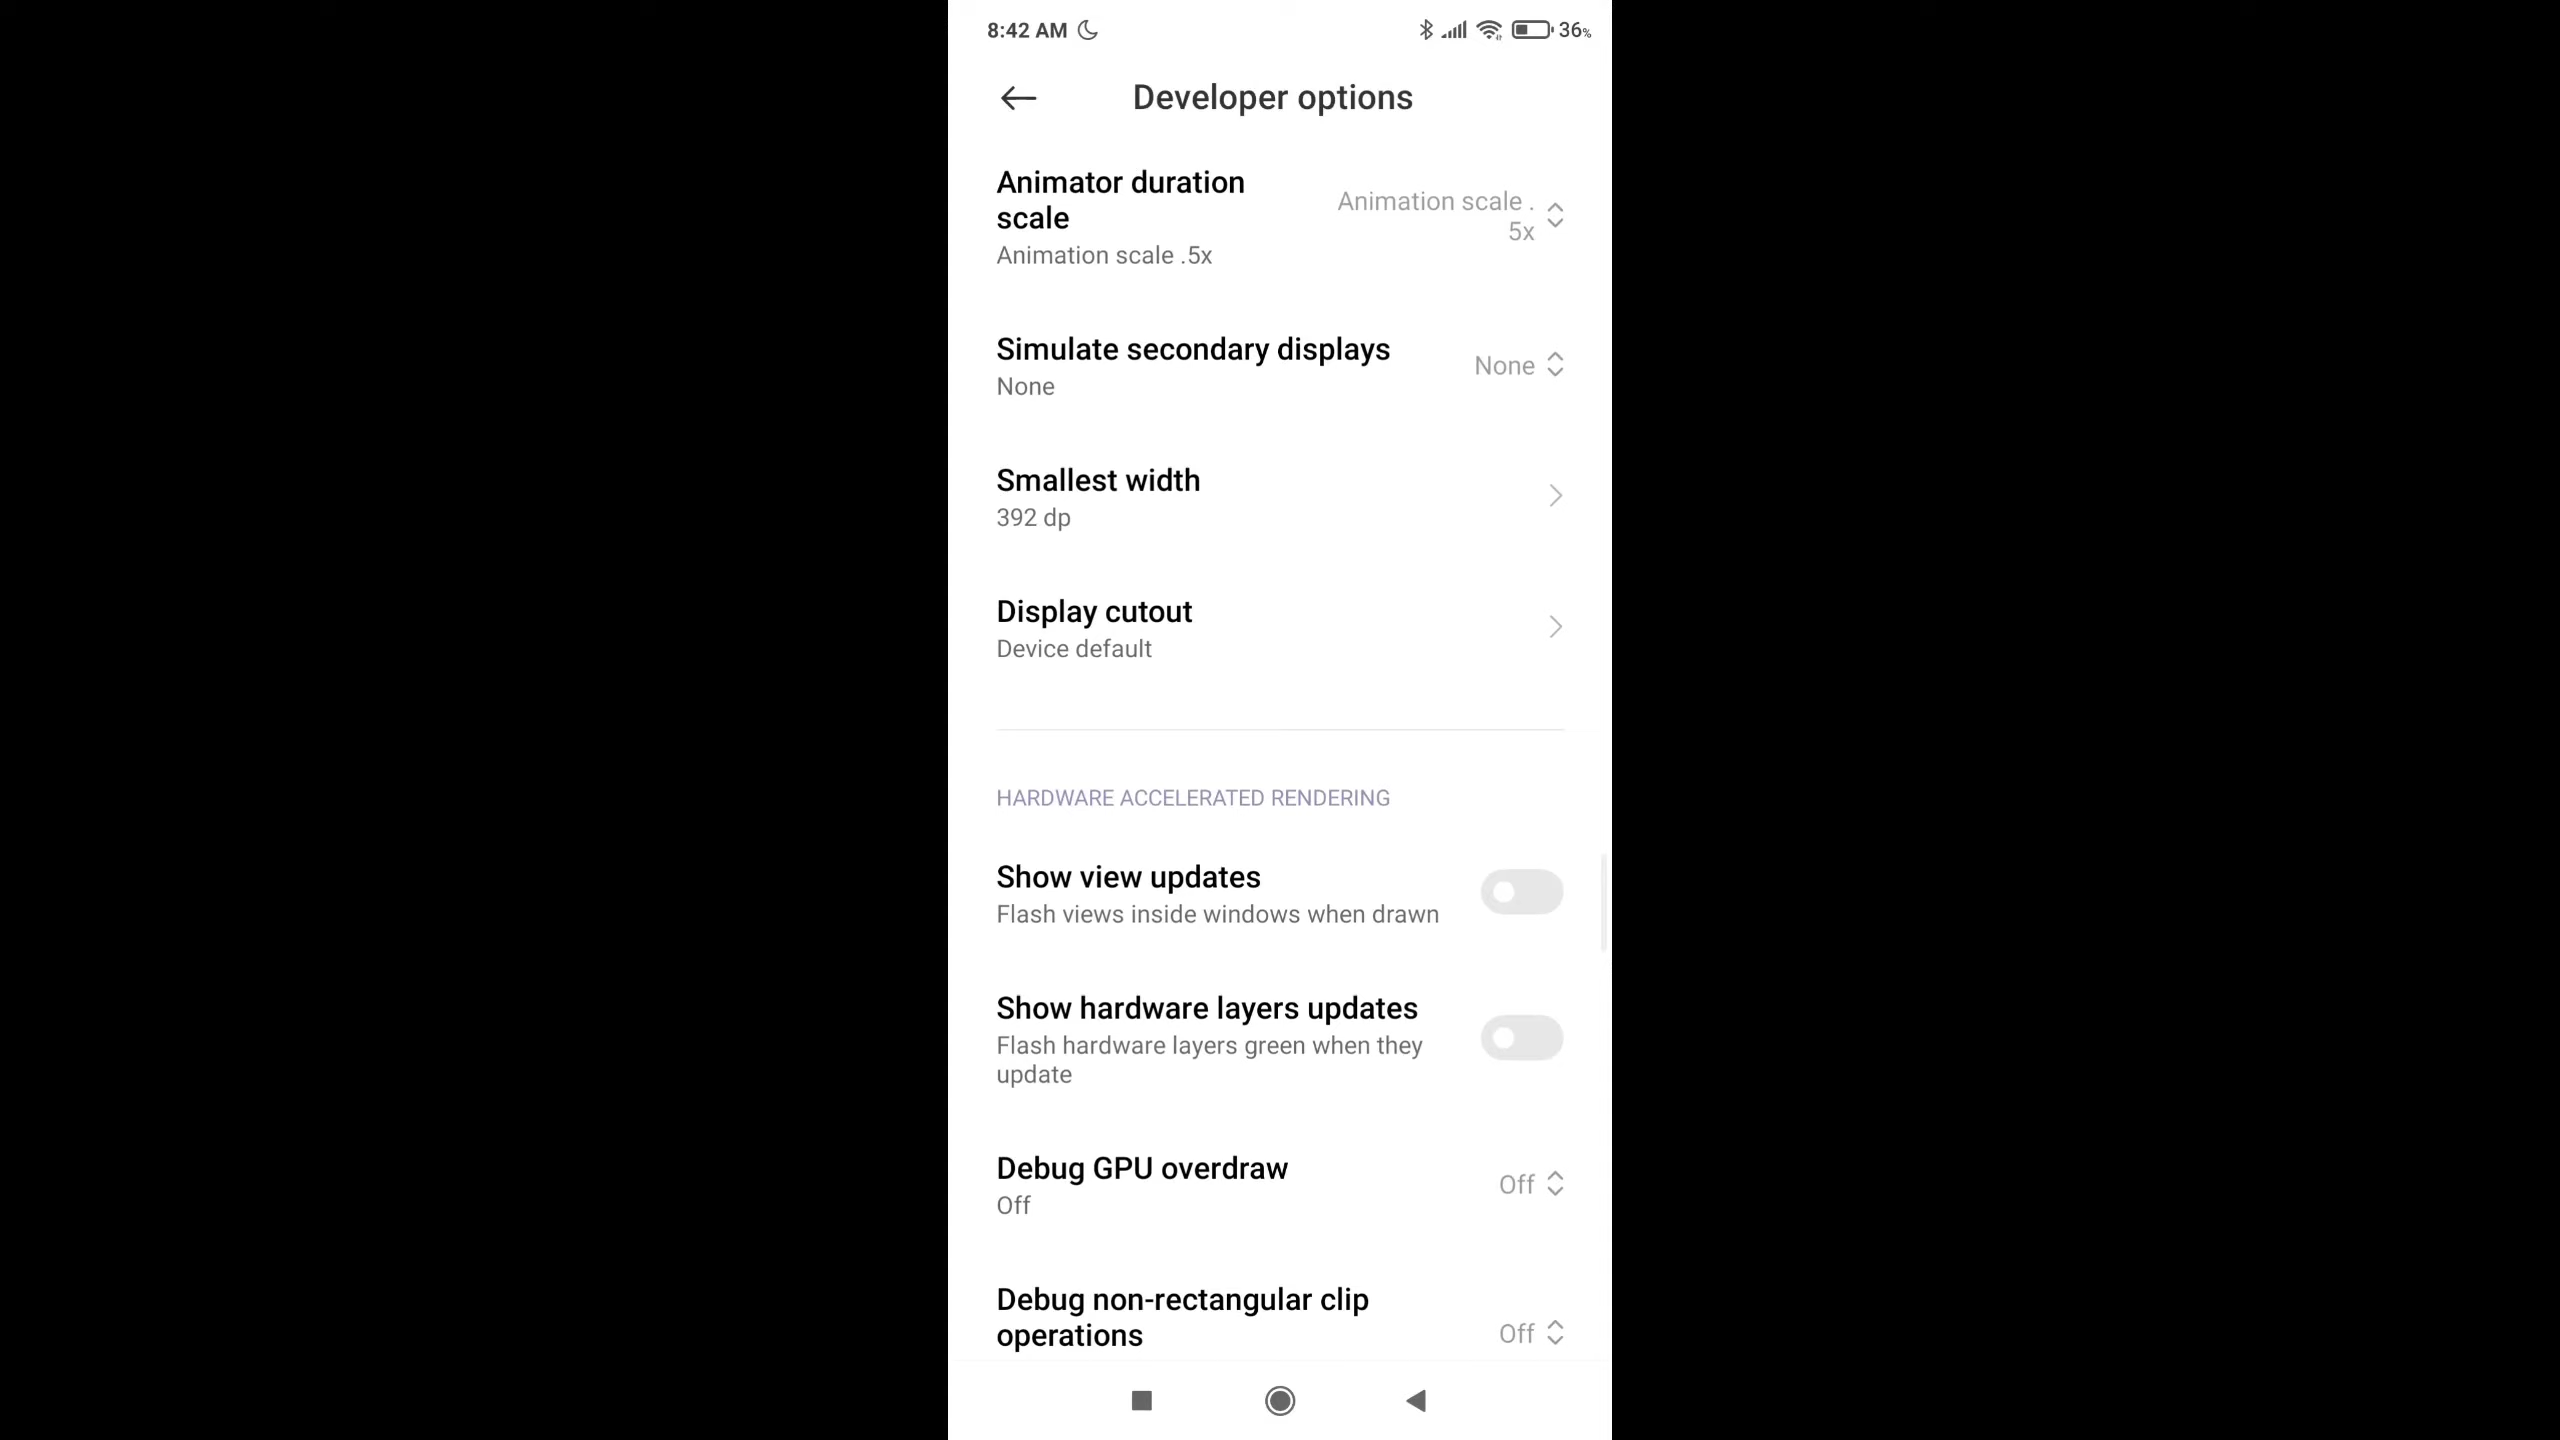 8:42 AM
36%
Developer options
Animator duration
scale
Animation scale .5x
Animation scale .
5x
Simulate secondary displays
None
None
Smallest width
392 dp
Display cutout
Device default
HARDWARE ACCELERATED RENDERING
Show view updates
Flash views inside windows when drawn
Show hardware layers updates
Flash hardware layers green when they
update
Debug GPU overdraw
Off
Off
Debug non-rectangular clip
operations
Off